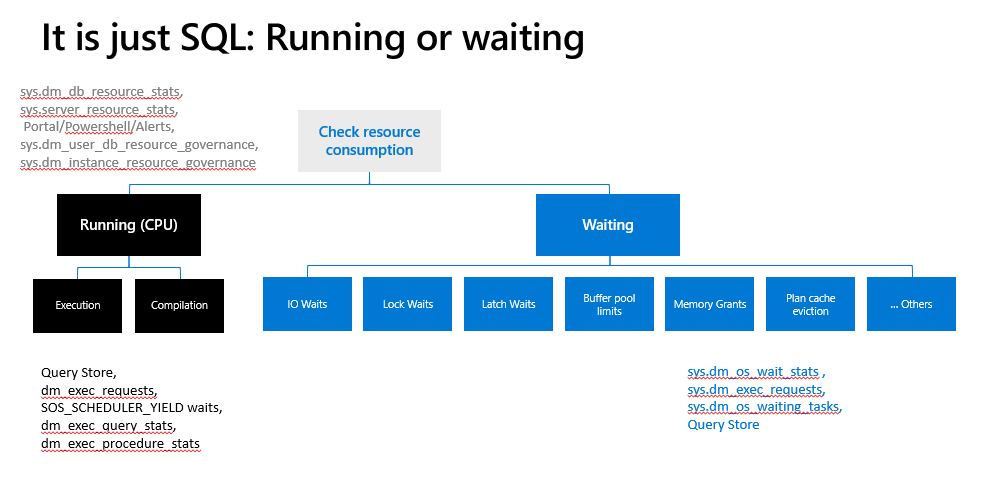 It is just SQL: Running or waiting
sys.dm_db_resource_stats,
sys.server_resource_stats,
Portal/Powershell/Alerts,
sys.dm_user_db_resource_governance,
sys.dm_instance_resource_governance
Check resource
consumption
Running (CPU)
Waiting
Execution
Compilation
IO Waits
Lock Waits
Latch Waits
Buffer pool
limits
Memory Grants
Plan cache
eviction
... Others
Query Store,
dm_exec_requests,
SOS_SCHEDULER_YIELD waits,
dm_exec_query_stats,
dm_exec_procedure_stats
sys.dm_os_wait_stats ,
sys.dm_exec_requests,
sys.dm_os_waiting_tasks,
Query Store